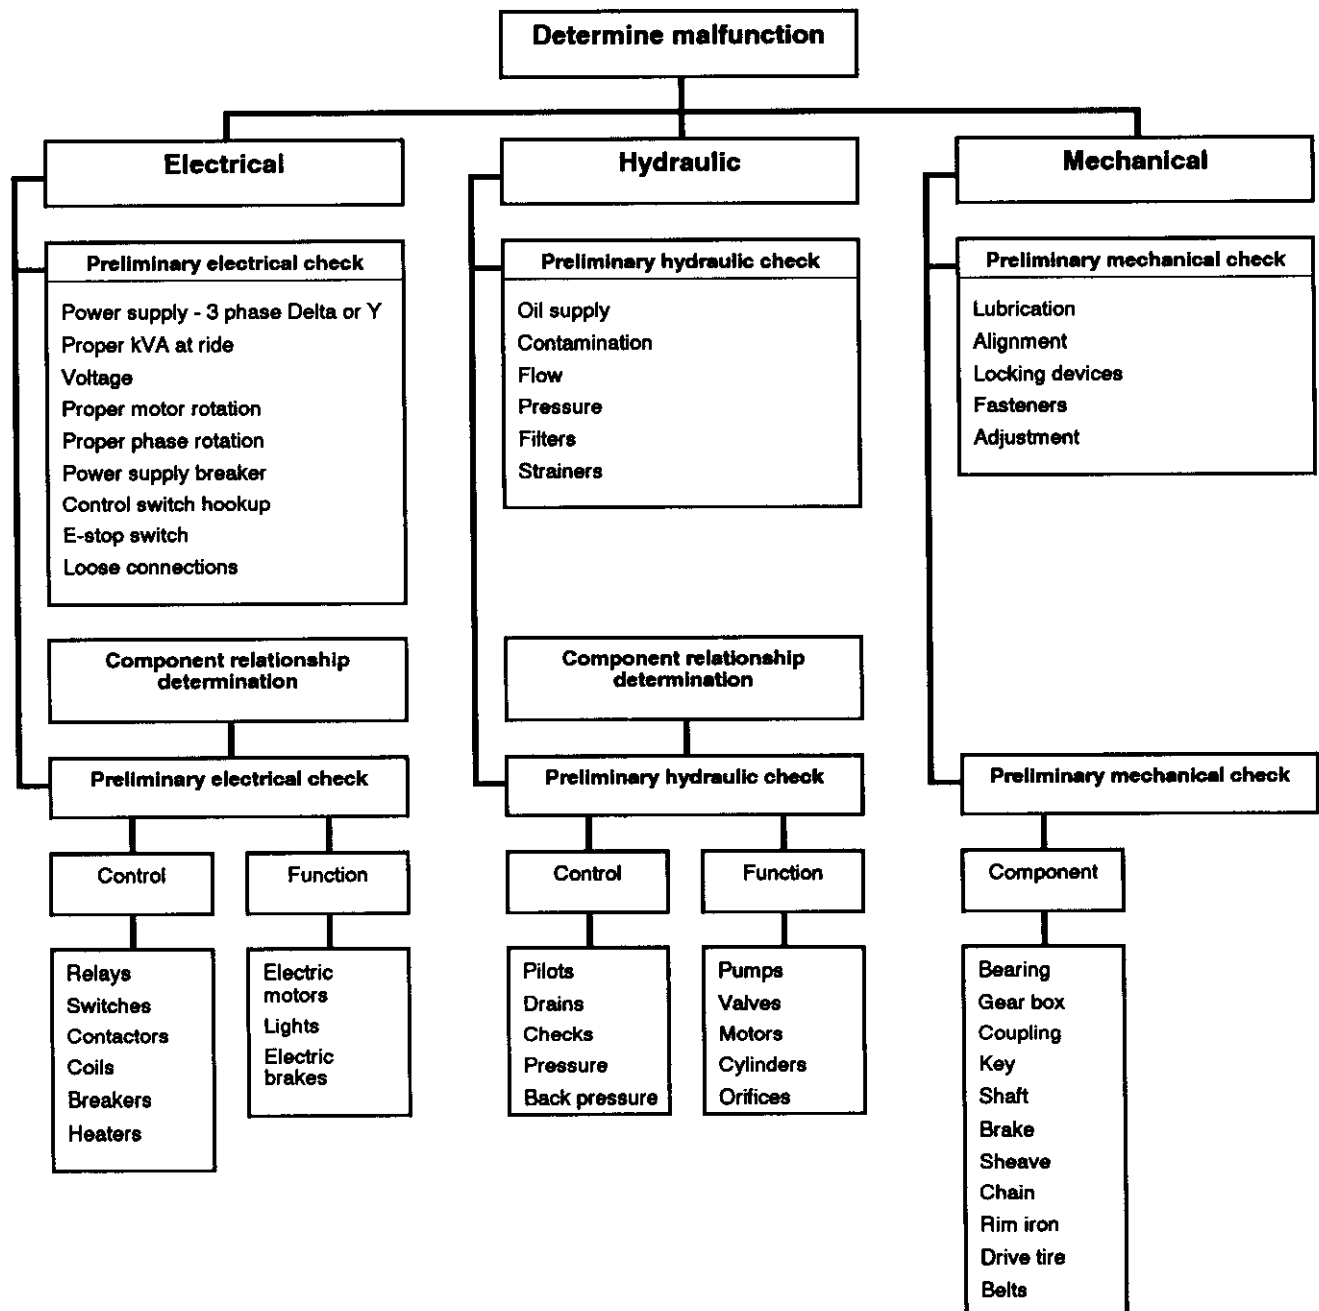 Determine malfunction
Electrical
Hydraulic
Mechanical
Preliminary electrical check
Power supply - 3 phase Delta or Y
Proper kVA at ride
Voltage
Proper motor rotation
Proper phase rotation
Power supply breaker
Control switch hookup
E-stop switch
Loose connections
Preliminary hydraulic check
Oil supply
Contamination
Flow
Pressure
Filters
Strainers
Preliminary mechanical check
Lubrication
Alignment
Locking devices
Fasteners
Adjustment
Component relationship
determination
Preliminary electrical check
Control
Relays
Switches
Contactors
Coils
Breakers
Heaters
Function
Electric
motors
Lights
Electric
brakes
Component relationship
determination
Preliminary hydraulic check
Control
Pilots
Drains
Checks
Pressure
Back pressure
Function
Pumps
Valves
Motors
Cylinders
Orifices
Preliminary mechanical check
Component
Bearing
Gear box
Coupling
Key
Shaft
Brake
Sheave
Chain
Rim iron
Drive tire
Belts